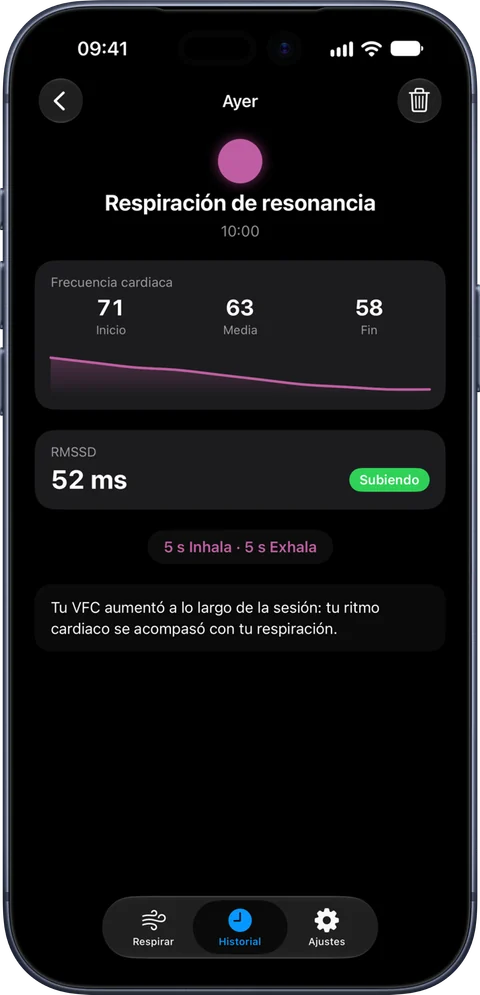 09:41
Ayer
Respiración de resonancia
10:00
Frecuencia cardiaca
71 63 58
Inicio Media Fin
RMSSD
52 ms Subiendo
5 s Inhala · 5 s Exhala
Tu VFC aumentó a lo largo de la sesión: tu ritmo
cardiaco se acompasó con tu respiración.
Respirar Historial Ajustes